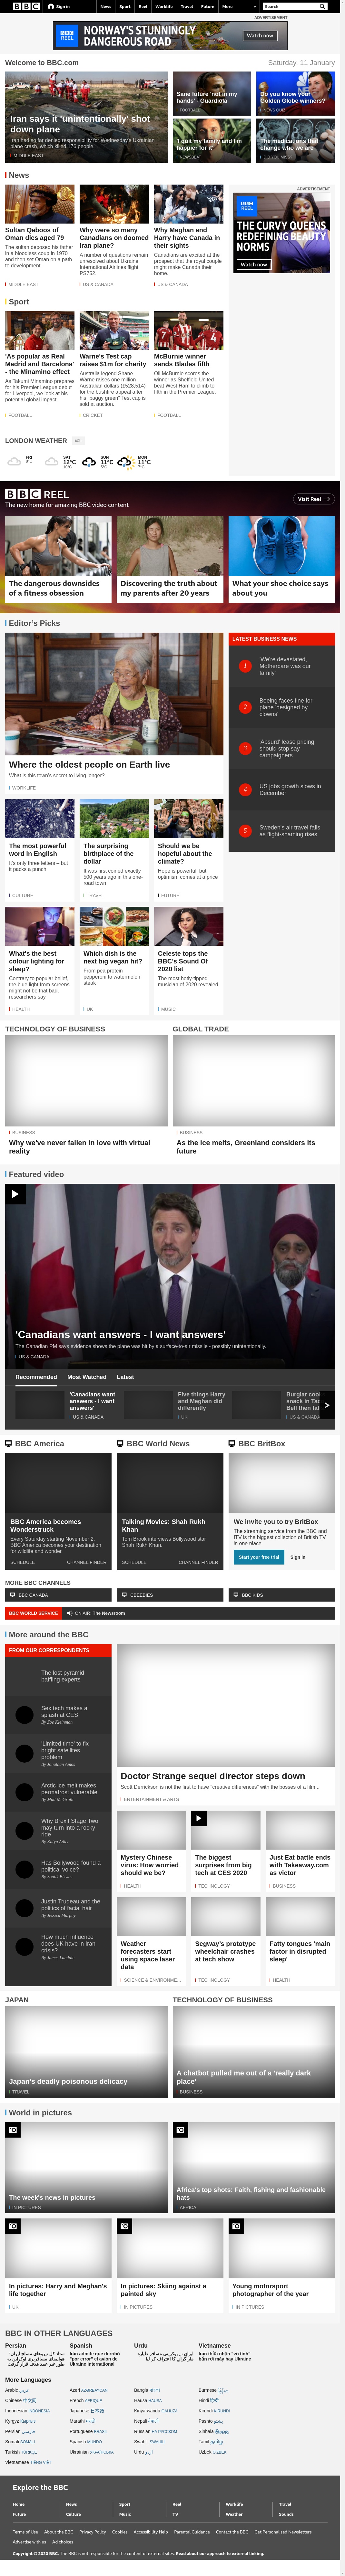 BBC
Sign in
News
Sport
Reel
Worklife
Travel
Future
More
Search
ADVERTISEMENT
BBC REEL
NORWAY'S STUNNINGLY
DANGEROUS ROAD
Watch now
Welcome to BBC.com
Saturday, 11 January
Iran says it 'unintentionally' shot
down plane
Iran had so far denied responsibility for Wednesday's Ukrainian
plane crash, which killed 176 people.
MIDDLE EAST
Sane future 'not in my
hands' - Guardiola
FOOTBALL
Do you know your
Golden Globe winners?
NEWS QUIZ
'I quit my family and I'm
happier for it'
NEWSBEAT
The medical test that
change who we are
News
Sultan Qaboos of
Oman dies aged 79
The sultan deposed his father
in a bloodless coup in 1970
and then set Oman on a path
to development.
MIDDLE EAST
Why were so many
Canadians on doomed
Iran plane?
A number of questions remain
unresolved about Ukraine
International Airlines flight
PS752.
US & CANADA
Why Meghan and
Harry have Canada in
their sights
Canadians are excited at the
prospect that the royal couple
might make Canada their
home.
US & CANADA
ADVERTISEMENT
BBC
REEL
THE CURVY QUEENS
REDEFINING BEAUTY
NORMS
Watch now
Sport
'As popular as Real
Madrid and Barcelona'
- the Minamino effect
As Takumi Minamino prepares
for his Premier League debut
for Liverpool, we look at his
potential global impact.
FOOTBALL
Warne's Test cap
raises $1m for charity
Australia legend Shane
Warne raises one million
Australian dollars (£528,514)
for the bushfire appeal after
his "baggy green" Test cap is
sold at auction.
CRICKET
McBurnie winner
sends Blades fifth
Oli McBurnie scores the
winner as Sheffield United
beat West Ham to climb to
fifth in the Premier League.
FOOTBALL
LONDON WEATHER
EDIT
FRI
SAT
12°C
SUN
11°C
MON
11°C
BBC REEL
The new home for amazing BBC video content
Visit Reel
The dangerous downsides
of a fitness obsession
Discovering the truth about
my parents after 20 years
What your shoe choice says
about you
Editor's Picks
Where the oldest people on Earth live
What is this town's secret to living longer?
WORKLIFE
LATEST BUSINESS NEWS
1
'We're devastated,
Mothercare was our
family'
2
Boeing faces fine for
plane 'designed by
clowns'
3
'Absurd' lease pricing
should stop say
campaigners
4
US jobs growth slows in
December
5
Sweden's air travel falls
as flight-shaming rises
The most powerful
word in English
It's only three letters – but
it packs a punch
CULTURE
The surprising
birthplace of the
dollar
It was first coined exactly
500 years ago in this one-
road town
TRAVEL
Should we be
hopeful about the
climate?
Hope is powerful, but
optimism comes at a price
FUTURE
What's the best
colour lighting for
sleep?
Contrary to popular belief,
the blue light from screens
might not be that bad,
researchers say
HEALTH
Which dish is the
next big vegan hit?
From pea protein
pepperoni to watermelon
steak
UK
Celeste tops the
BBC's Sound Of
2020 list
The most hotly-tipped
musician of 2020 revealed
MUSIC
TECHNOLOGY OF BUSINESS
BUSINESS
Why we've never fallen in love with virtual
reality
GLOBAL TRADE
BUSINESS
As the ice melts, Greenland considers its
future
Featured video
'Canadians want answers - I want answers'
The Canadian PM says evidence shows the plane was hit by a surface-to-air missile - possibly unintentionally.
US & CANADA
Recommended
Most Watched
Latest
'Canadians want
answers - I want
answers'
US & CANADA
Five things Harry
and Meghan did
differently
UK
US & CANADA
BBC America
BBC America becomes
Wonderstruck
Every Saturday starting November 2,
BBC America becomes your destination
for wildlife and wonder
SCHEDULE
CHANNEL FINDER
BBC World News
Talking Movies: Shah Rukh
Khan
Tom Brook interviews Bollywood star
Shah Rukh Khan.
SCHEDULE
CHANNEL FINDER
BBC BritBox
We invite you to try BritBox
The streaming service from the BBC and
ITV is the biggest collection of British TV
in one place
Start your free trial
Sign in
MORE BBC CHANNELS
BBC CANADA
CBEEBIES
BBC KIDS
BBC WORLD SERVICE
ON AIR: The Newsroom
More around the BBC
FROM OUR CORRESPONDENTS
The lost pyramid
baffling experts
Sex tech makes a
splash at CES
By Zoe Kleinman
'Limited time' to fix
bright satellites
problem
By Jonathan Amos
Arctic ice melt makes
permafrost vulnerable
By Matt McGrath
Why Brexit Stage Two
may turn into a rocky
ride
By Katya Adler
Has Bollywood found a
political voice?
By Soutik Biswas
Justin Trudeau and the
politics of facial hair
By Jessica Murphy
How much influence
does UK have in Iran
crisis?
By James Landale
Doctor Strange sequel director steps down
Scott Derrickson is not the first to have "creative differences" with the bosses of a film...
ENTERTAINMENT & ARTS
Mystery Chinese
virus: How worried
should we be?
HEALTH
The biggest
surprises from big
tech at CES 2020
TECHNOLOGY
Just Eat battle ends
with Takeaway.com
as victor
BUSINESS
Weather
forecasters start
using space laser
data
SCIENCE & ENVIRONME...
Segway's prototype
wheelchair crashes
at tech show
TECHNOLOGY
Fatty tongues 'main
factor in disrupted
sleep'
HEALTH
JAPAN
Japan's deadly poisonous delicacy
TRAVEL
TECHNOLOGY OF BUSINESS
A chatbot pulled me out of a 'really dark
place'
BUSINESS
World in pictures
The week's news in pictures
IN PICTURES
Africa's top shots: Faith, fishing and fashionable
hats
AFRICA
In pictures: Harry and Meghan's
life together
UK
In pictures: Skiing against a
painted sky
IN PICTURES
Young motorsport
photographer of the year
IN PICTURES
BBC IN OTHER LANGUAGES
Persian
Spanish
Irán admite que derribó
"por error" el avión de
Ukraine International
Urdu
Vietnamese
Iran thừa nhận "vô tình"
bắn rơi máy bay Ukraine
More Languages
Arabic عربي
Azeri AZƏRBAYCAN
Bangla বাংলা
Burmese
Chinese 中文网
French AFRIQUE
Hausa HAUSA
Hindi हिन्दी
Indonesian INDONESIA
Japanese 日本語
Kinyarwanda GAHUZA
Kirundi KIRUNDI
Kyrgyz Кыргыз
Marathi मराठी
Nepali नेपाली
Pashto پښتو
Persian فارسی
Portuguese BRASIL
Russian НА РУССКОМ
Sinhala සිංහල
Somali SOMALI
Spanish MUNDO
Swahili SWAHILI
Tamil தமிழ்
Turkish TÜRKÇE
Ukrainian УКРАЇНСЬКA
Urdu اردو
Uzbek O'ZBEK
Vietnamese TIẾNG VIỆT
Explore the BBC
Home
News
Sport
Reel
Worklife
Travel
Future
Culture
Music
TV
Weather
Sounds
Terms of Use
About the BBC
Privacy Policy
Cookies
Accessibility Help
Parental Guidance
Contact the BBC
Get Personalised Newsletters
Advertise with us
Ad choices
Copyright © 2020 BBC. The BBC is not responsible for the content of external sites. Read about our approach to external linking.